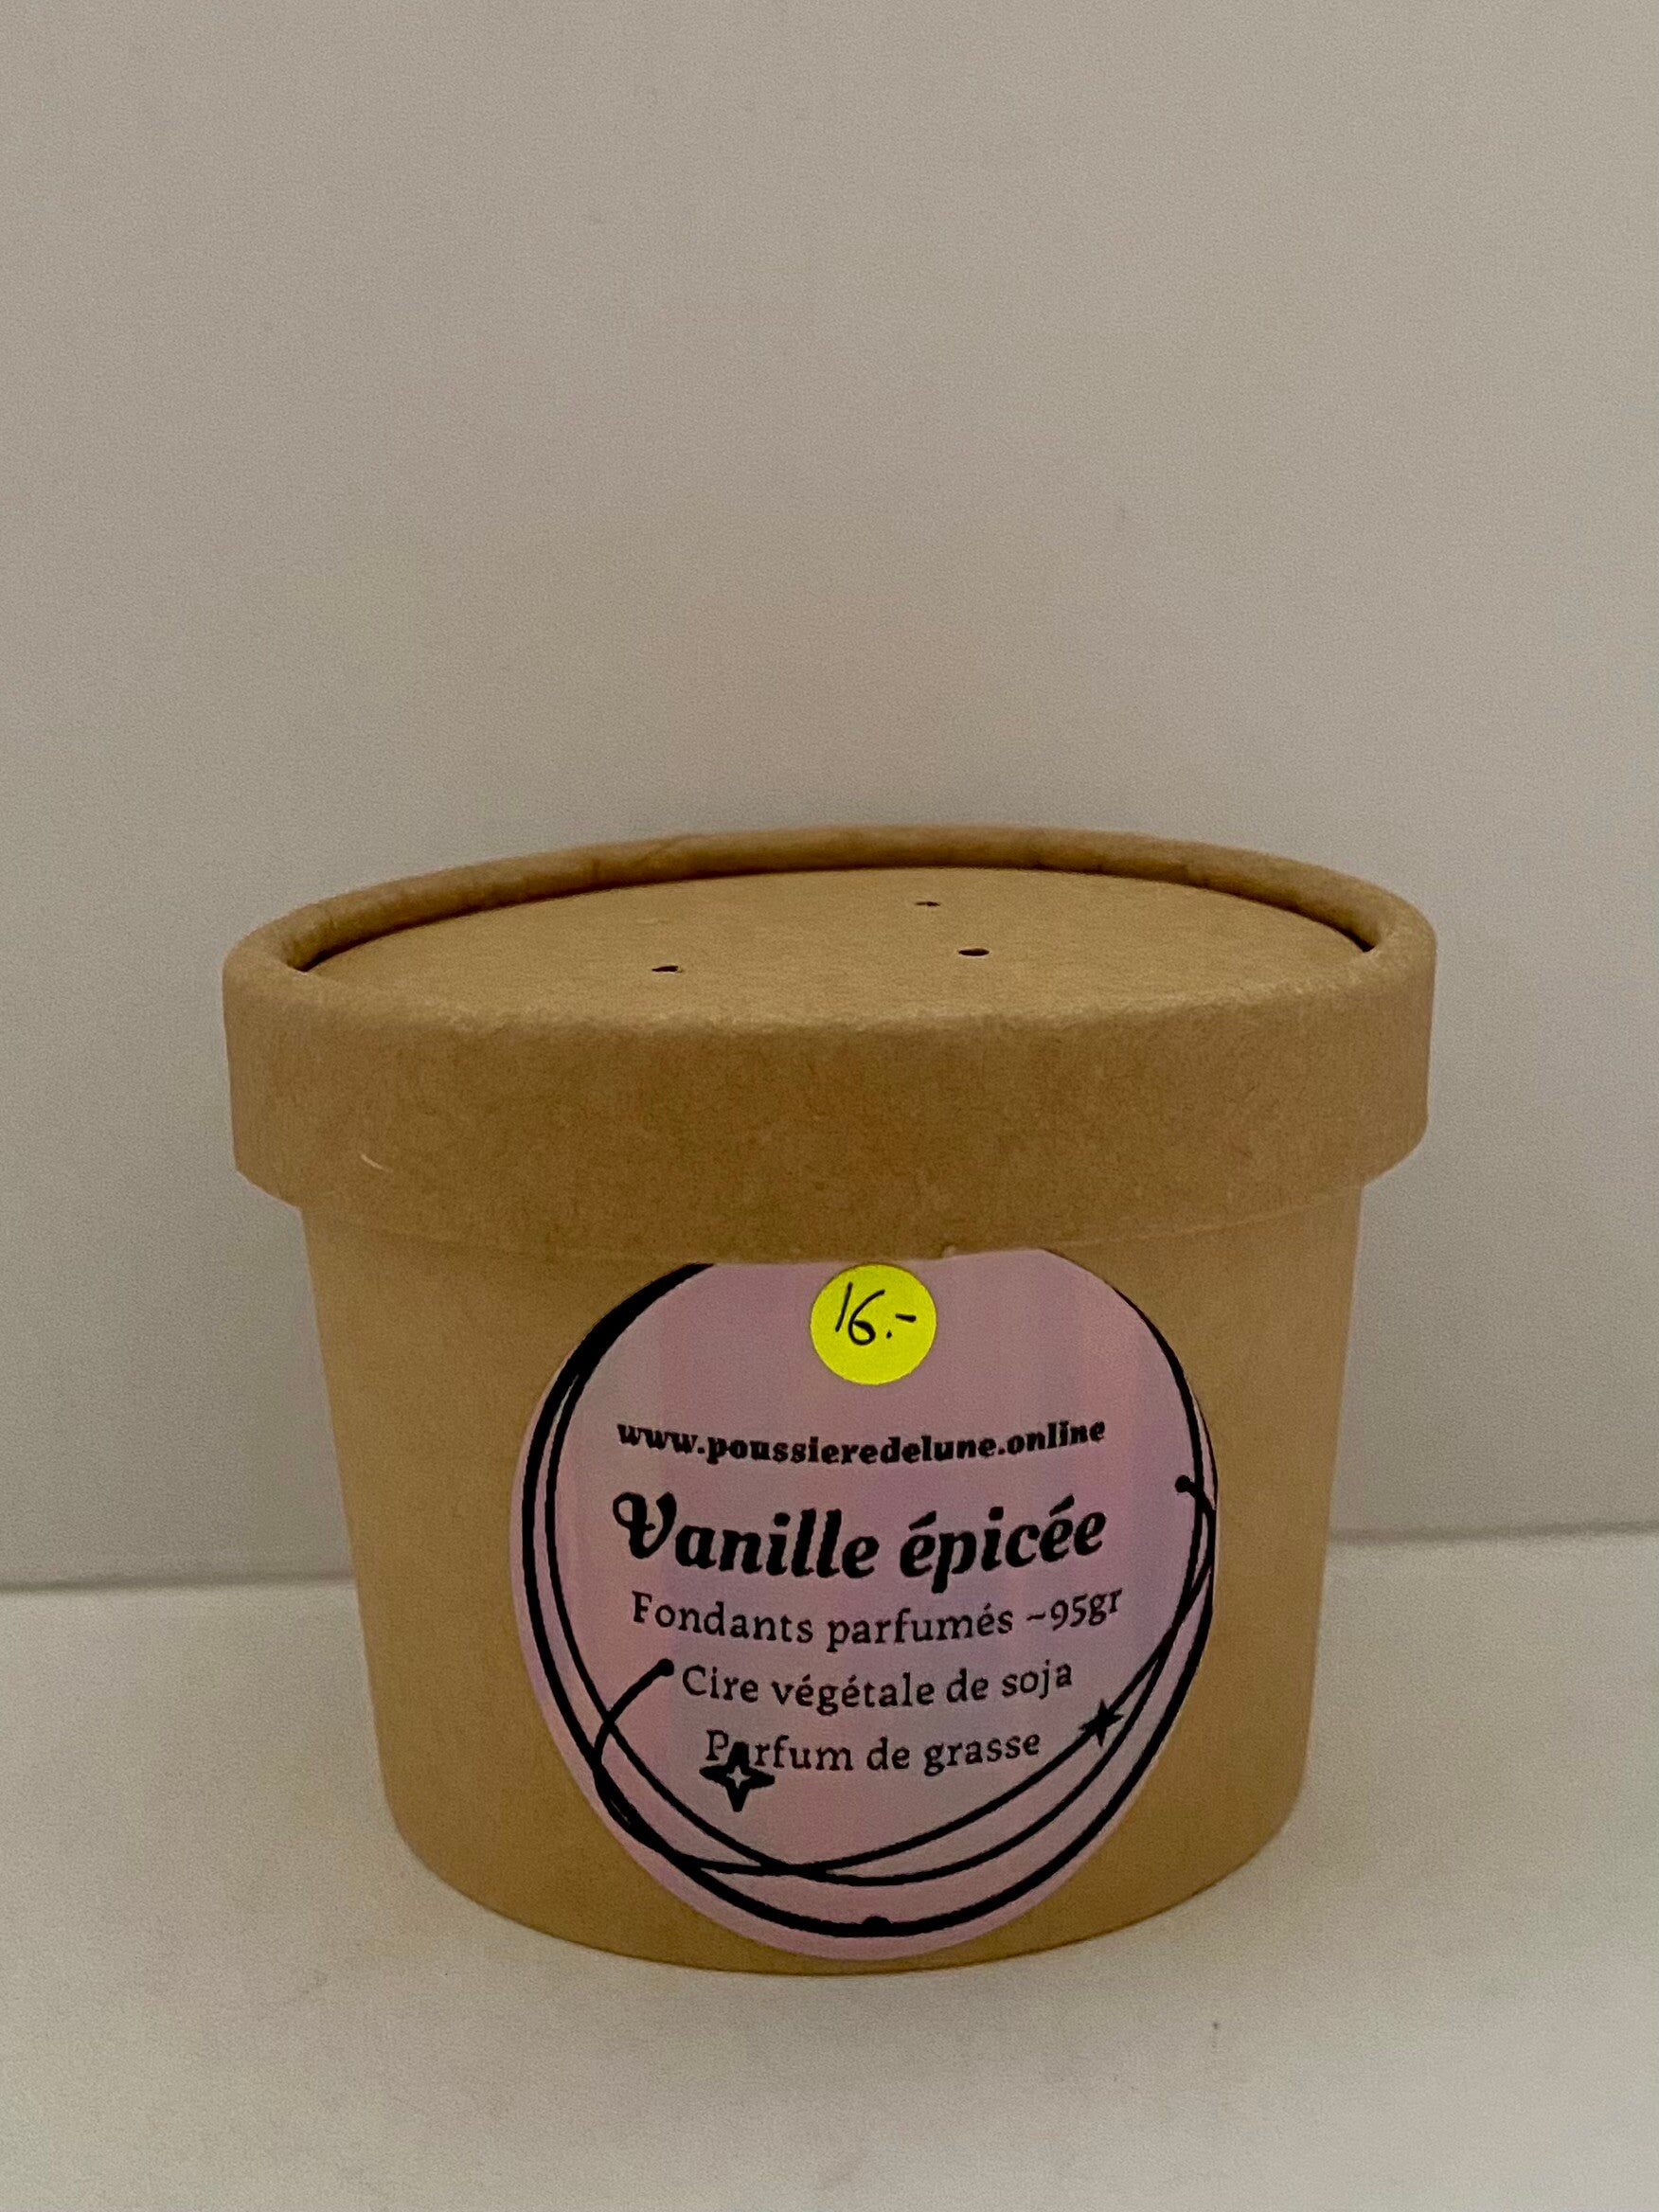 16.-
www.poussieredelune.online
Vanille épicée
Fondants parfumés ~95gr
Cire végétale de soja
Parfum de grasse